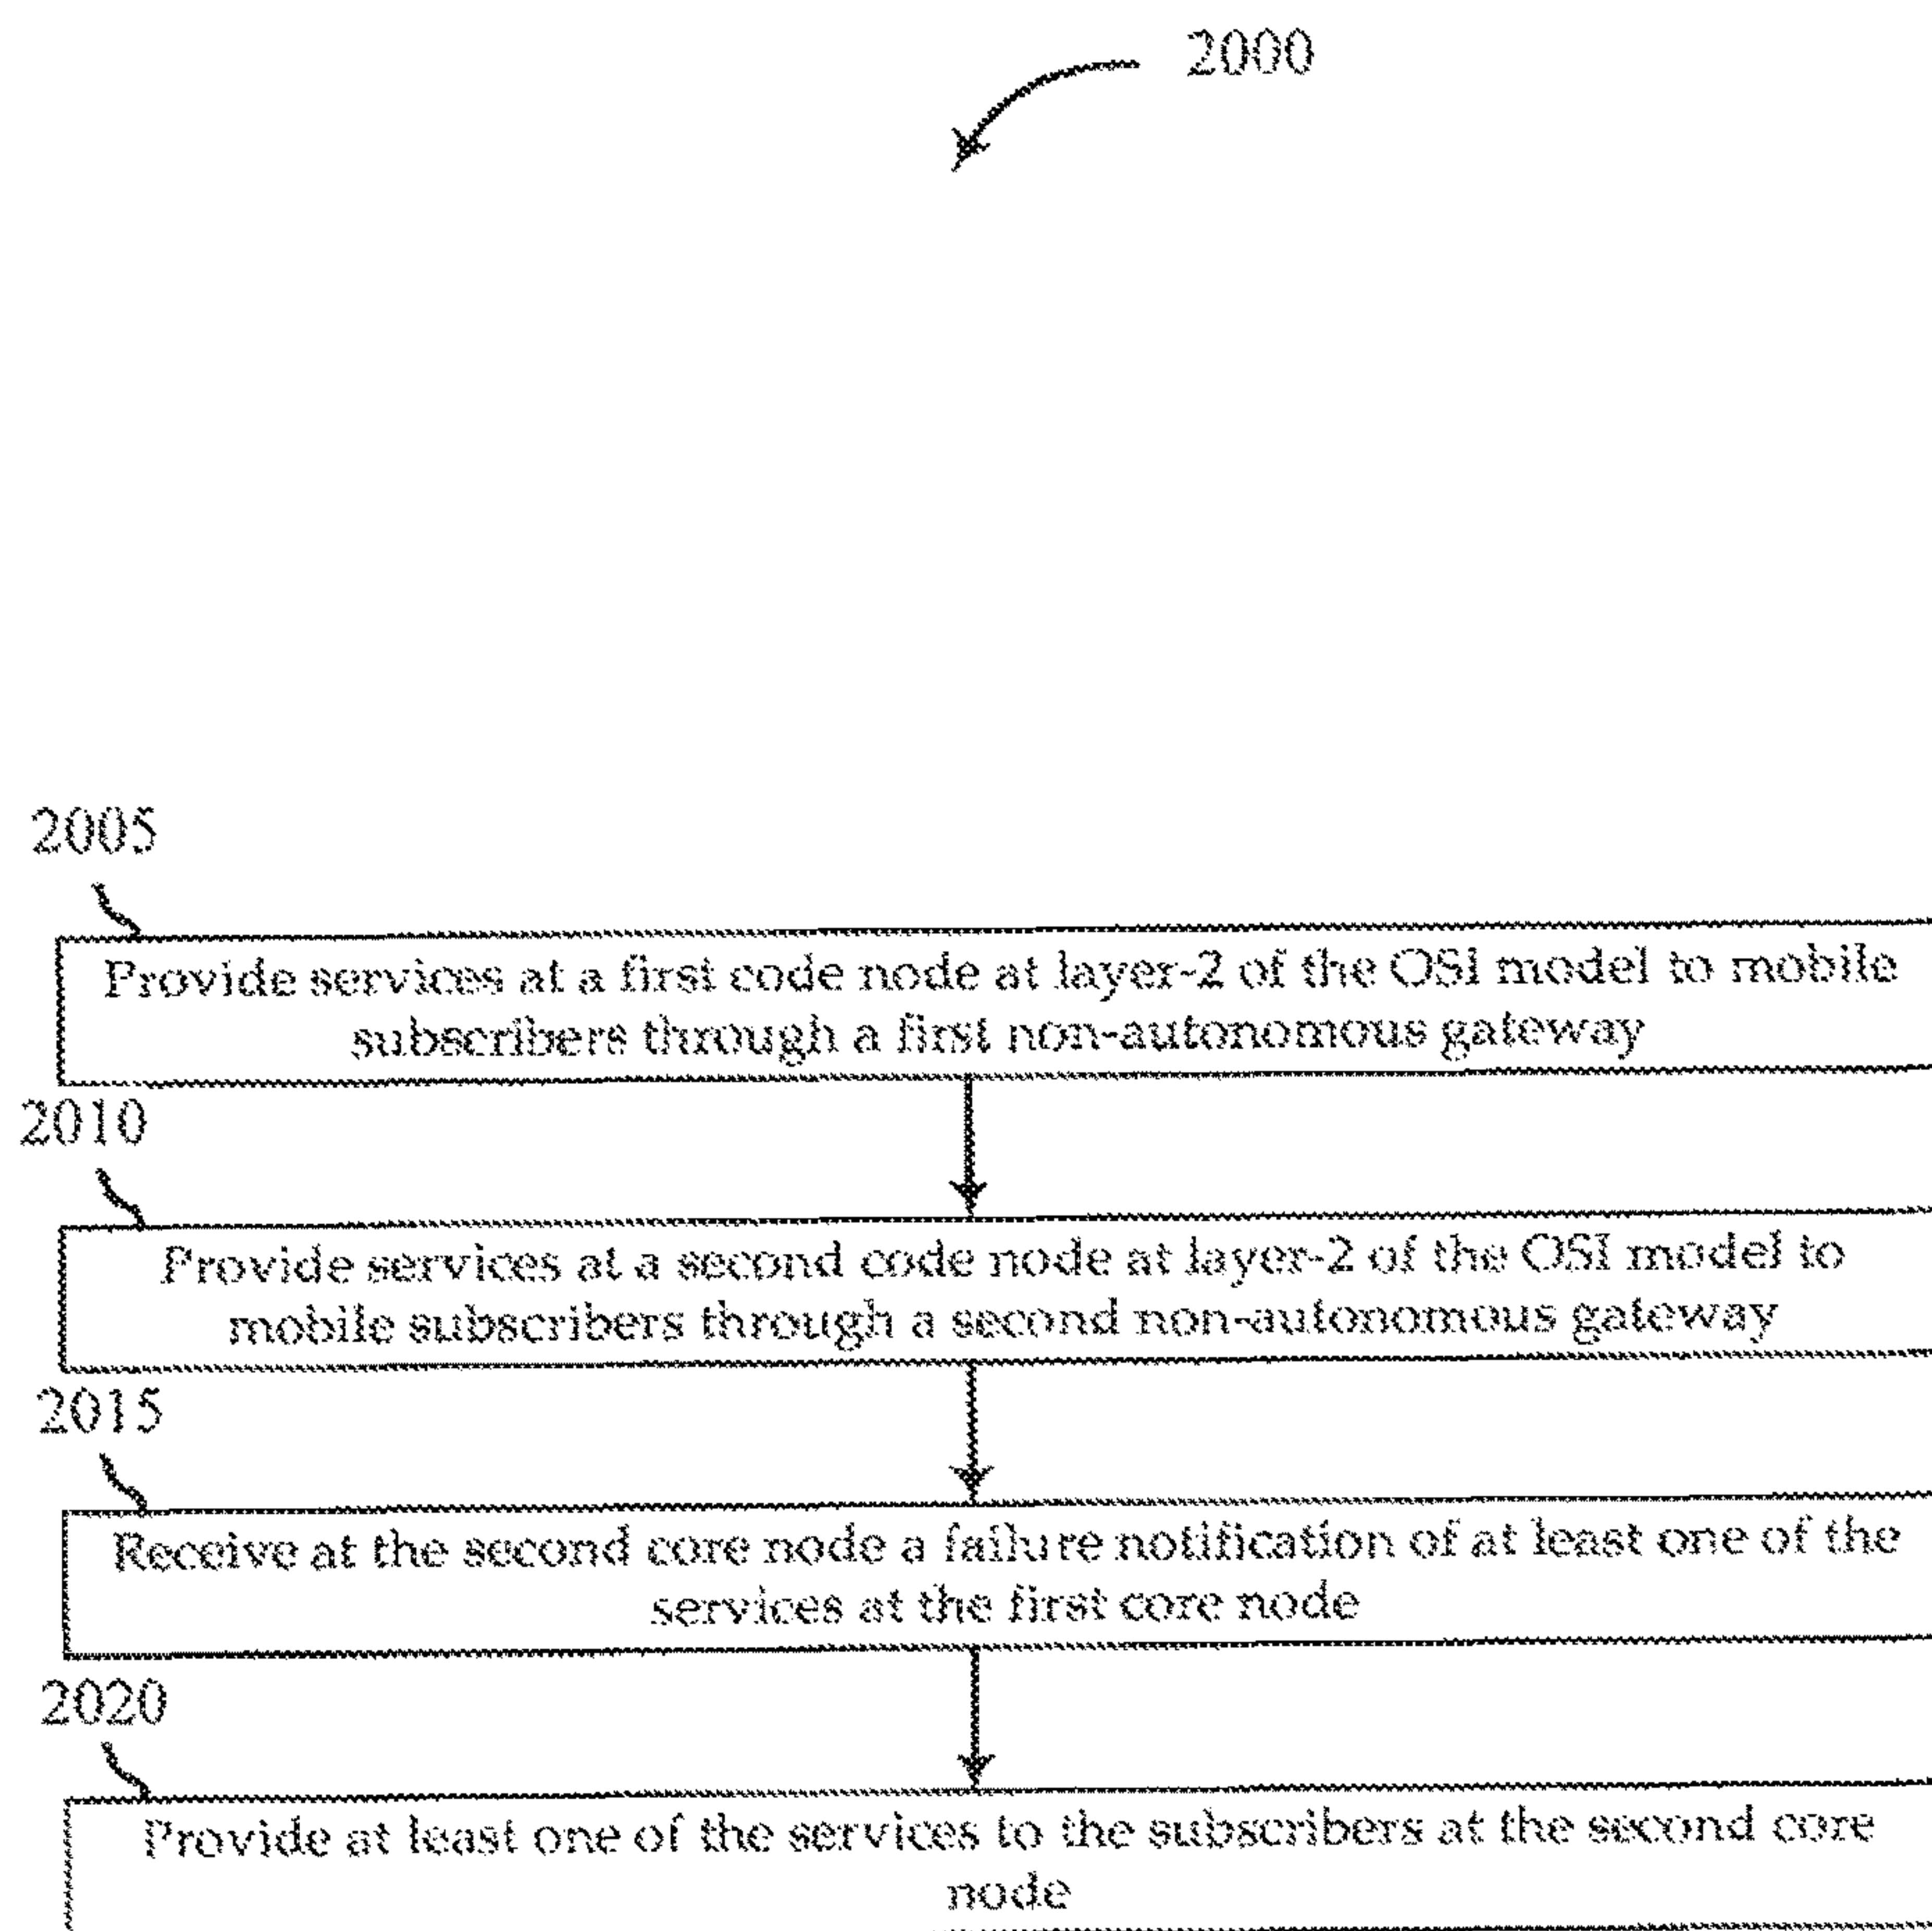 2000
2005
Provide services at a first code node at layer-2 of the OSI model to mobile
subscribers through a first non-autonomous gateway
2010
Provide services at a second code node at layer-2 of the OSI model to
mobile subscribers through a second non-autonomous gateway
2015
Receive at the second core node a failure notification of at least one of the
services at the first core node
2020
Provide at least one of the services to the subscribers at the second core
node